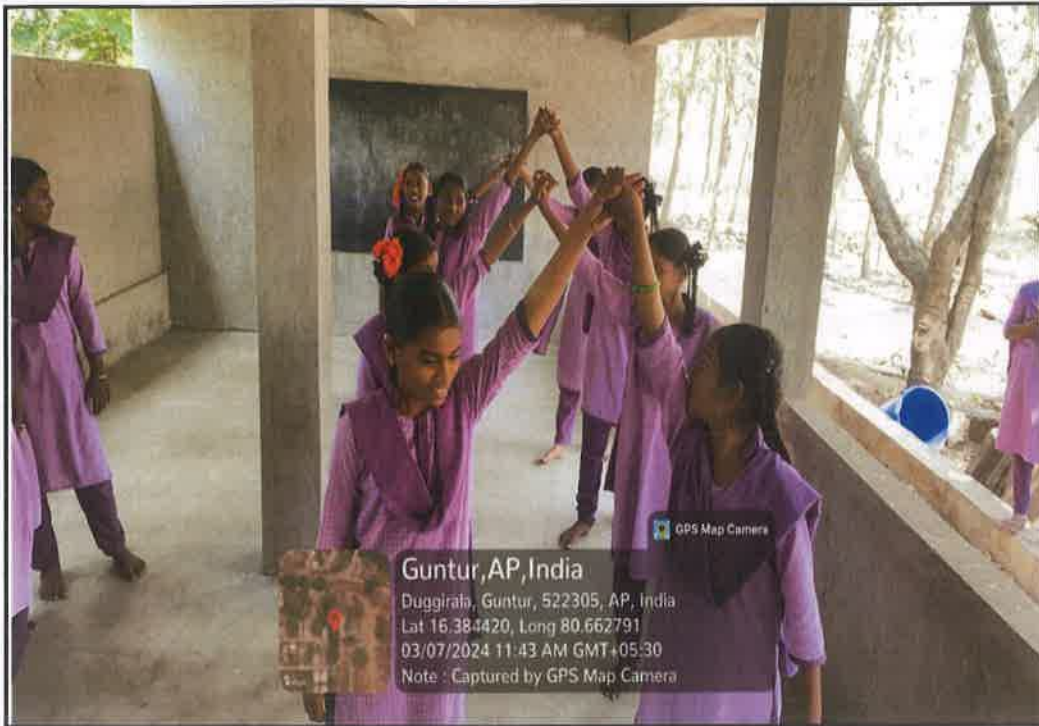 GPS Map Camera
Guntur,AP,India
Duggirala, Guntur, 522305, AP, India
Lat 16.384420, Long 80.662791
03/07/2024 11:43 AM GMT+05:30
Note : Captured by GPS Map Camera